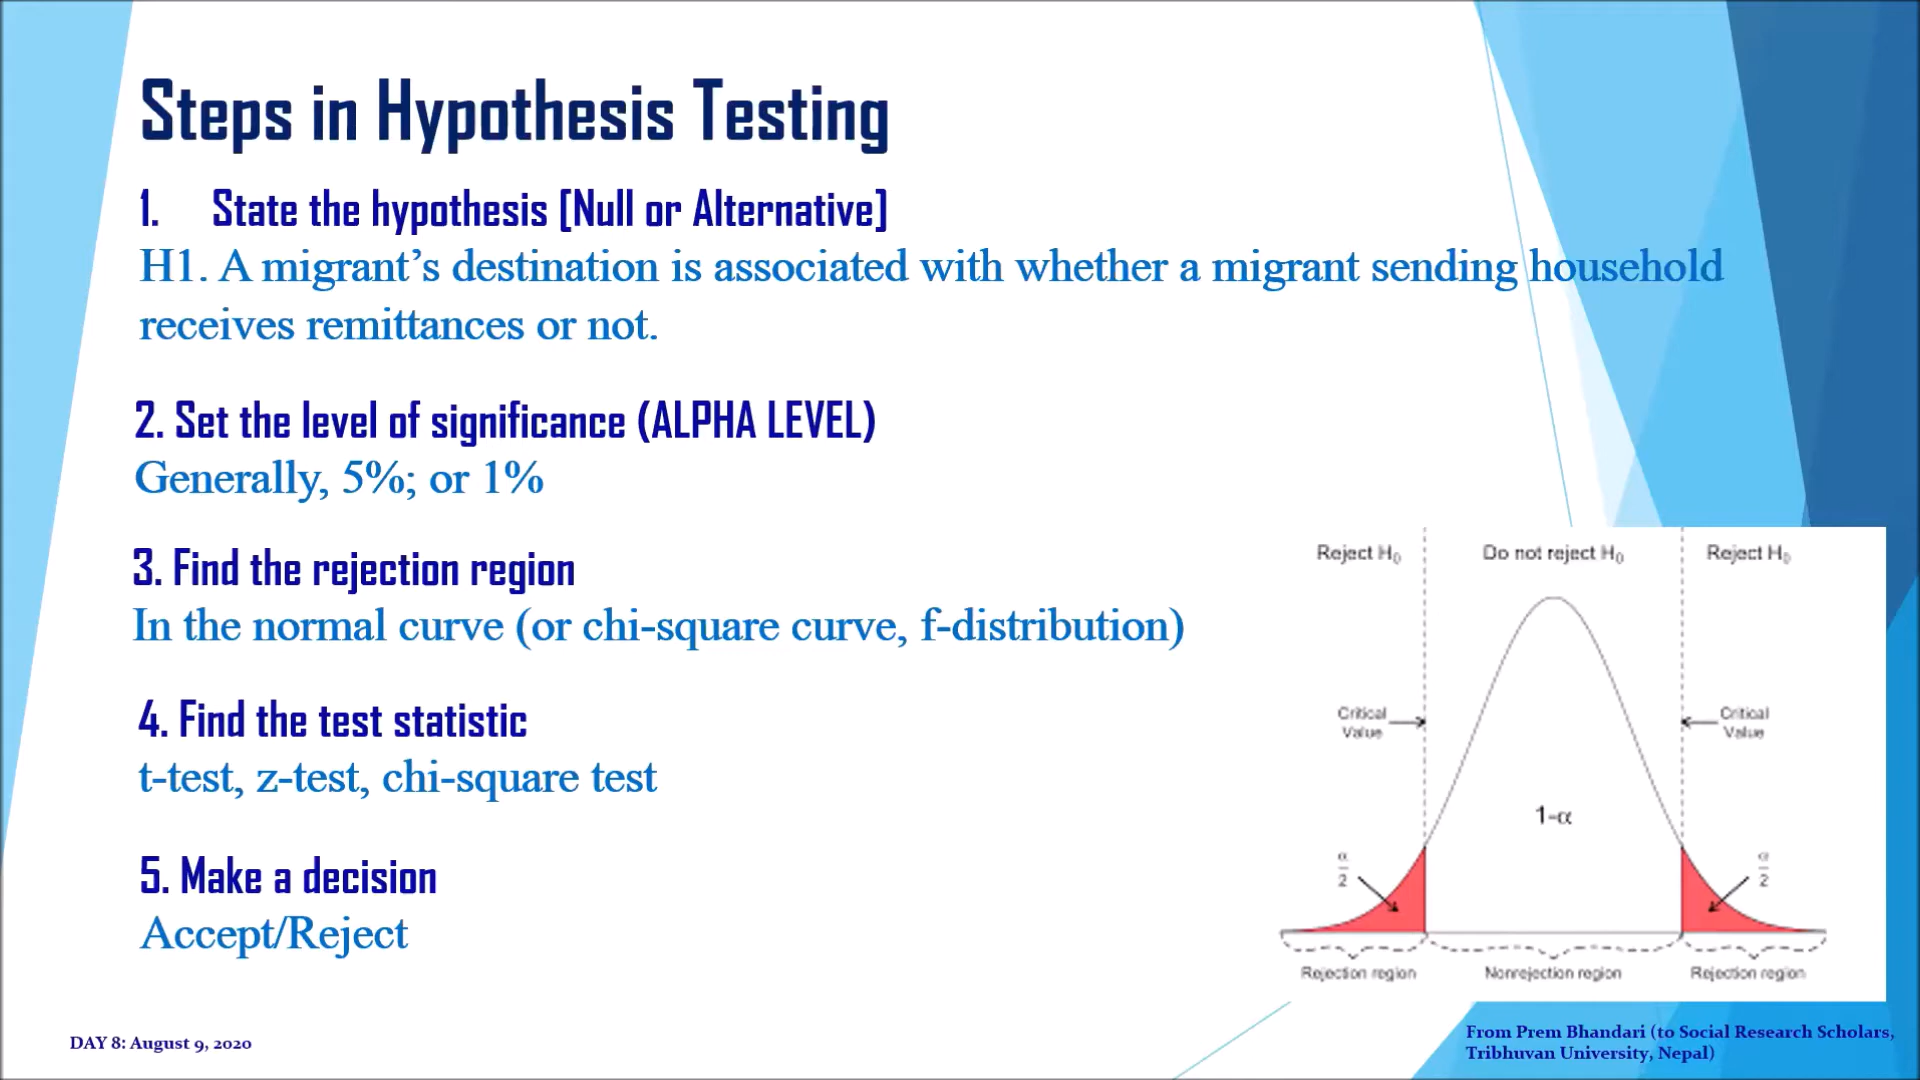 Steps in Hypothesis Testing
1. State the hypothesis [Null or Alternative]
H1. A migrant’s destination is associated with whether a migrant sending household
receives remittances or not.
2. Set the level of significance (ALPHA LEVEL)
Generally, 5%; or 1%
3. Find the rejection region
In the normal curve (or chi-square curve, f-distribution)
4. Find the test statistic
t-test, z-test, chi-square test
5. Make a decision
Accept/Reject
Reject H₀ Do not reject H₀ Reject H₀
Critical
Value
Critical
Value
1-α
α
2
α
2
Rejection region Nonrejection region Rejection region
DAY 8: August 9, 2020
From Prem Bhandari (to Social Research Scholars,
Tribhuvan University, Nepal)